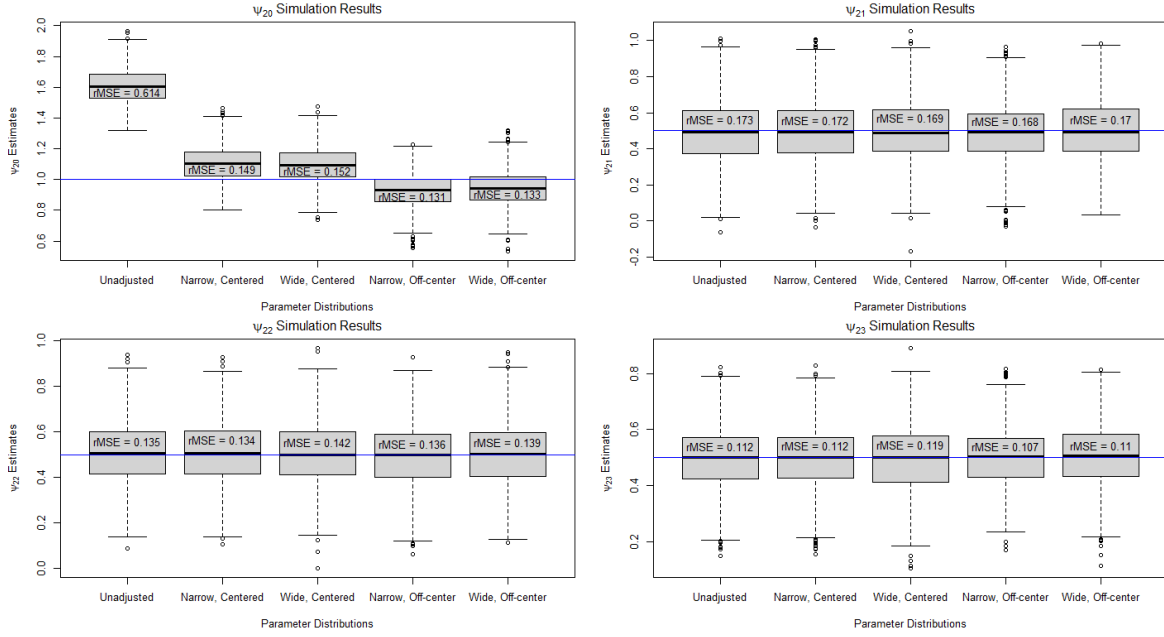 ψ20 Simulation Results
ψ20 Estimates
2.0
1.8
1.6
1.4
1.2
1.0
0.8
0.6
rMSE = 0.614
rMSE = 0.149
rMSE = 0.152
rMSE = 0.131
rMSE = 0.133
Unadjusted Narrow, Centered Wide, Centered Narrow, Off-center Wide, Off-center
Parameter Distributions
ψ21 Simulation Results
ψ21 Estimates
1.0
0.8
0.6
0.4
0.2
0.0
-0.2
rMSE = 0.173
rMSE = 0.172
rMSE = 0.169
rMSE = 0.168
rMSE = 0.17
Unadjusted Narrow, Centered Wide, Centered Narrow, Off-center Wide, Off-center
Parameter Distributions
ψ22 Simulation Results
ψ22 Estimates
1.0
0.8
0.6
0.4
0.2
0.0
rMSE = 0.135
rMSE = 0.134
rMSE = 0.142
rMSE = 0.136
rMSE = 0.139
Unadjusted Narrow, Centered Wide, Centered Narrow, Off-center Wide, Off-center
Parameter Distributions
ψ23 Simulation Results
ψ23 Estimates
0.8
0.6
0.4
0.2
rMSE = 0.112
rMSE = 0.112
rMSE = 0.119
rMSE = 0.107
rMSE = 0.11
Unadjusted Narrow, Centered Wide, Centered Narrow, Off-center Wide, Off-center
Parameter Distributions